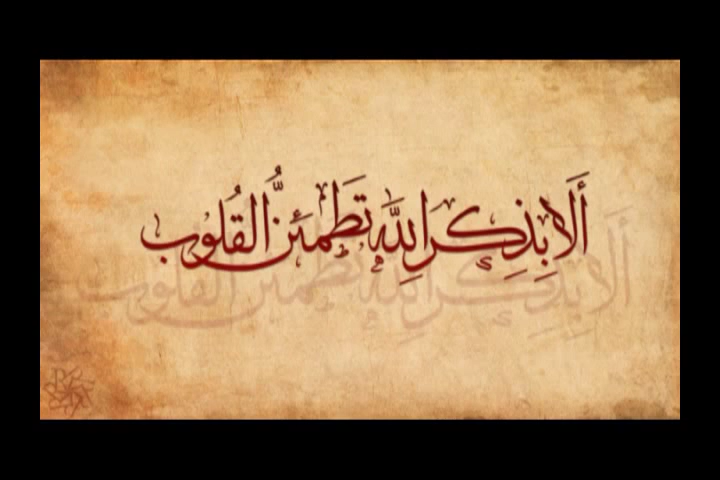 أَلَا بِذِكْرِ اللَّهِ تَطْمَئِنُّ الْقُلُوبُ